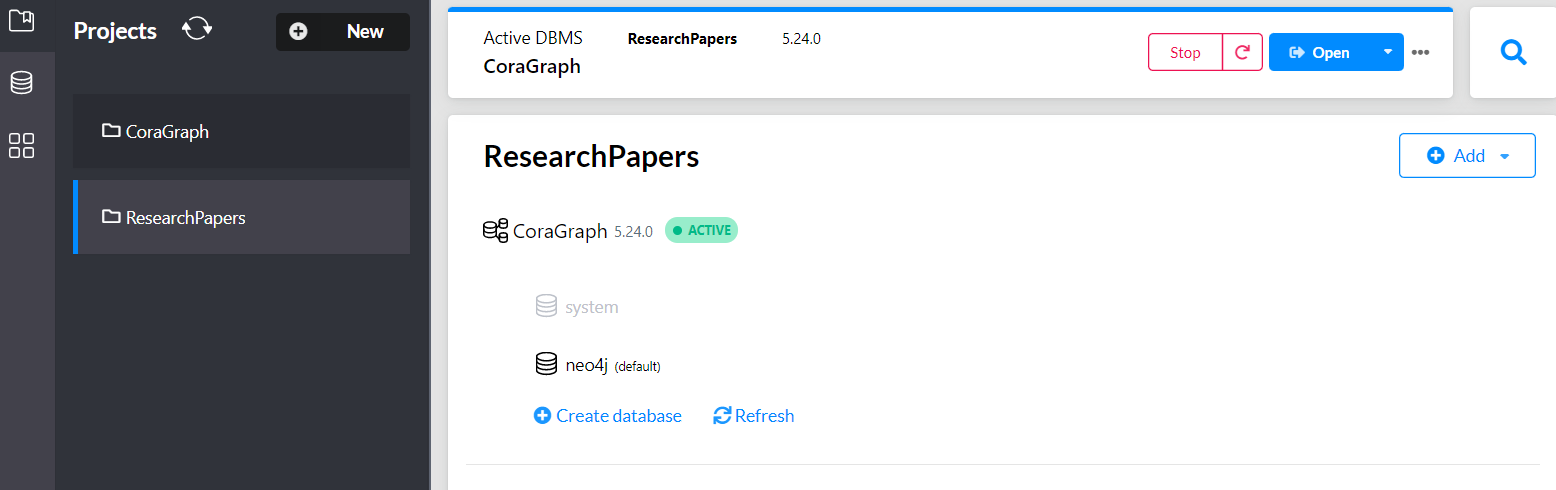 Projects
New
CoraGraph
ResearchPapers
Active DBMS ResearchPapers 5.24.0
CoraGraph
Stop
Open
ResearchPapers
Add
CoraGraph 5.24.0 ACTIVE
system
neo4j (default)
Create database Refresh